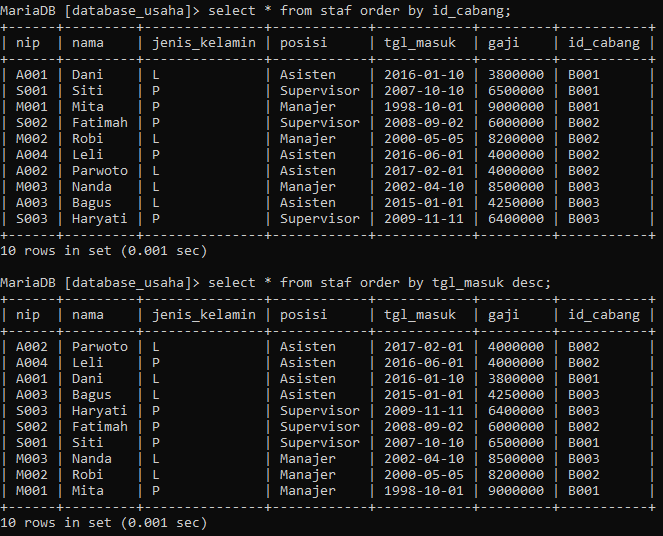 MariaDB [database_usaha]> select * from staf order by id_cabang;
+------+---------+---------------+------------+------------+---------+-----------+
| nip  | nama    | jenis_kelamin | posisi     | tgl_masuk  | gaji    | id_cabang |
+------+---------+---------------+------------+------------+---------+-----------+
| A001 | Dani    | L             | Asisten    | 2016-01-10 | 3800000 | B001      |
| S001 | Siti    | P             | Supervisor | 2007-10-10 | 6500000 | B001      |
| M001 | Mita    | P             | Manajer    | 1998-10-01 | 9000000 | B001      |
| S002 | Fatimah | P             | Supervisor | 2008-09-02 | 6000000 | B002      |
| M002 | Robi    | L             | Manajer    | 2000-05-05 | 8200000 | B002      |
| A004 | Leli    | P             | Asisten    | 2016-06-01 | 4000000 | B002      |
| A002 | Parwoto | L             | Asisten    | 2017-02-01 | 4000000 | B002      |
| M003 | Nanda   | L             | Manajer    | 2002-04-10 | 8500000 | B003      |
| A003 | Bagus   | L             | Asisten    | 2015-01-01 | 4250000 | B003      |
| S003 | Haryati | P             | Supervisor | 2009-11-11 | 6400000 | B003      |
+------+---------+---------------+------------+------------+---------+-----------+
10 rows in set (0.001 sec)
MariaDB [database_usaha]> select * from staf order by tgl_masuk desc;
+------+---------+---------------+------------+------------+---------+-----------+
| nip  | nama    | jenis_kelamin | posisi     | tgl_masuk  | gaji    | id_cabang |
+------+---------+---------------+------------+------------+---------+-----------+
| A002 | Parwoto | L             | Asisten    | 2017-02-01 | 4000000 | B002      |
| A004 | Leli    | P             | Asisten    | 2016-06-01 | 4000000 | B002      |
| A001 | Dani    | L             | Asisten    | 2016-01-10 | 3800000 | B001      |
| A003 | Bagus   | L             | Asisten    | 2015-01-01 | 4250000 | B003      |
| S003 | Haryati | P             | Supervisor | 2009-11-11 | 6400000 | B003      |
| S002 | Fatimah | P             | Supervisor | 2008-09-02 | 6000000 | B002      |
| S001 | Siti    | P             | Supervisor | 2007-10-10 | 6500000 | B001      |
| M003 | Nanda   | L             | Manajer    | 2002-04-10 | 8500000 | B003      |
| M002 | Robi    | L             | Manajer    | 2000-05-05 | 8200000 | B002      |
| M001 | Mita    | P             | Manajer    | 1998-10-01 | 9000000 | B001      |
+------+---------+---------------+------------+------------+---------+-----------+
10 rows in set (0.001 sec)